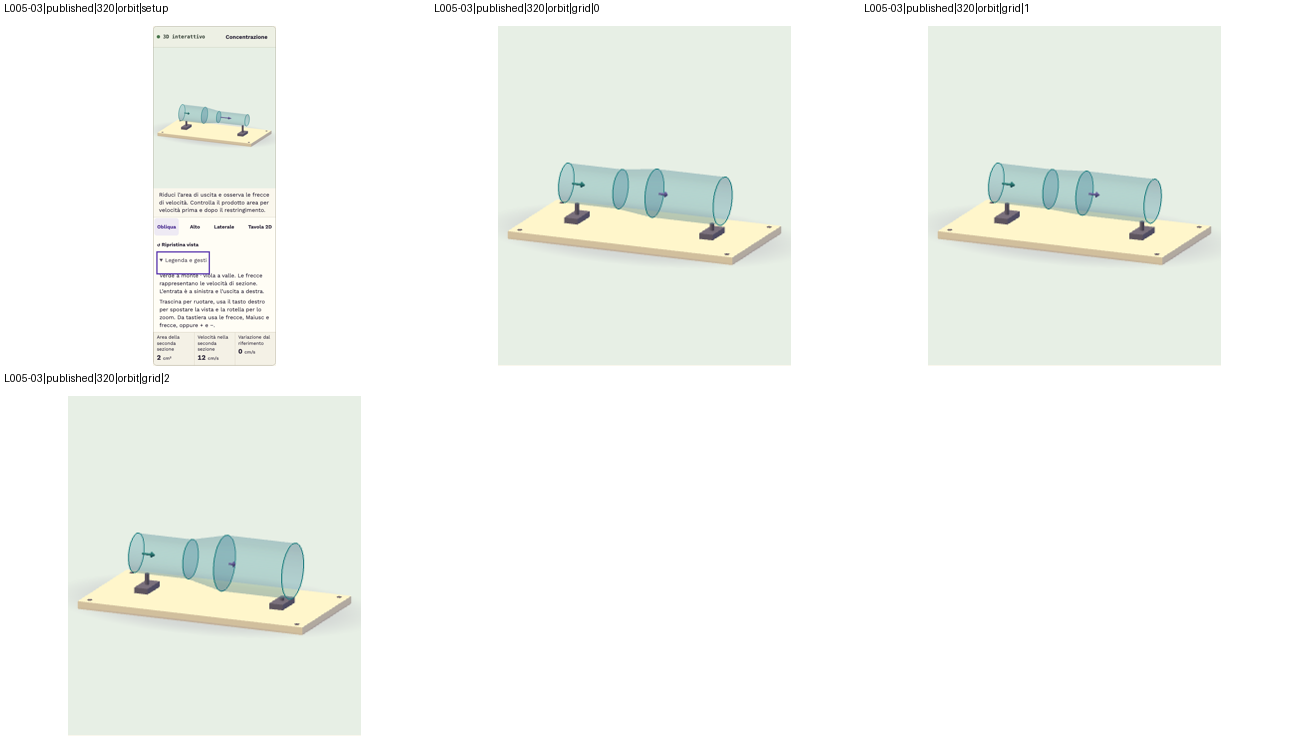 L005-03|published|320|orbit|setup
L005-03|published|320|orbit|grid|0
L005-03|published|320|orbit|grid|1
3D interattivo
Concentrazione
Riduci l'area di uscita e osserva le frecce
di velocità. Controlla il prodotto area per
velocità prima e dopo il restringimento.
Obliqua Alto Laterale Tavola 2D
↺ Ripristina vista
▼ Legenda e gesti
Verde a monte · viola a valle. Le frecce
rappresentano le velocità di sezione.
L'entrata è a sinistra e l'uscita a destra.
Trascina per ruotare, usa il tasto destro
per spostare la vista e la rotella per lo
zoom. Da tastiera usa le frecce, Maiusc e
frecce, oppure + e −.
Area della seconda sezione
2 cm²
Velocità nella seconda sezione
12 cm/s
Variazione dal riferimento
0 cm/s
L005-03|published|320|orbit|grid|2